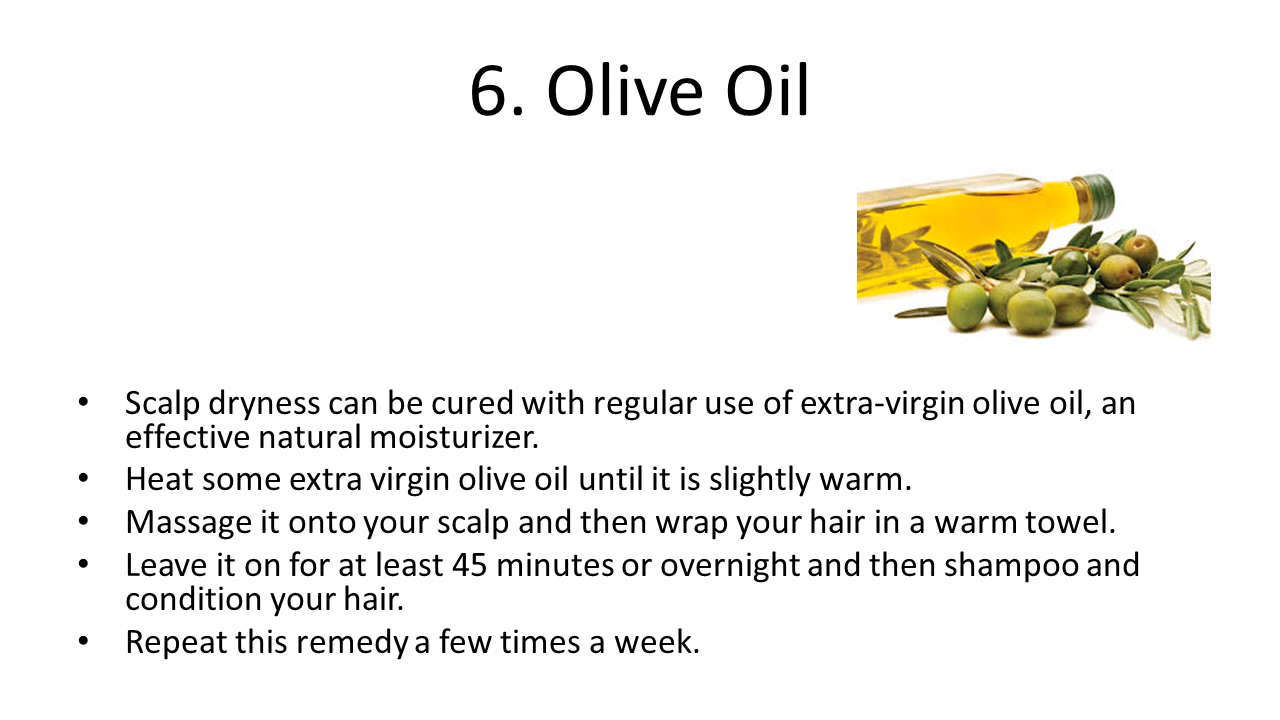 6. Olive Oil
• Scalp dryness can be cured with regular use of extra-virgin olive oil, an
effective natural moisturizer.
• Heat some extra virgin olive oil until it is slightly warm.
• Massage it onto your scalp and then wrap your hair in a warm towel.
• Leave it on for at least 45 minutes or overnight and then shampoo and
condition your hair.
• Repeat this remedy a few times a week.